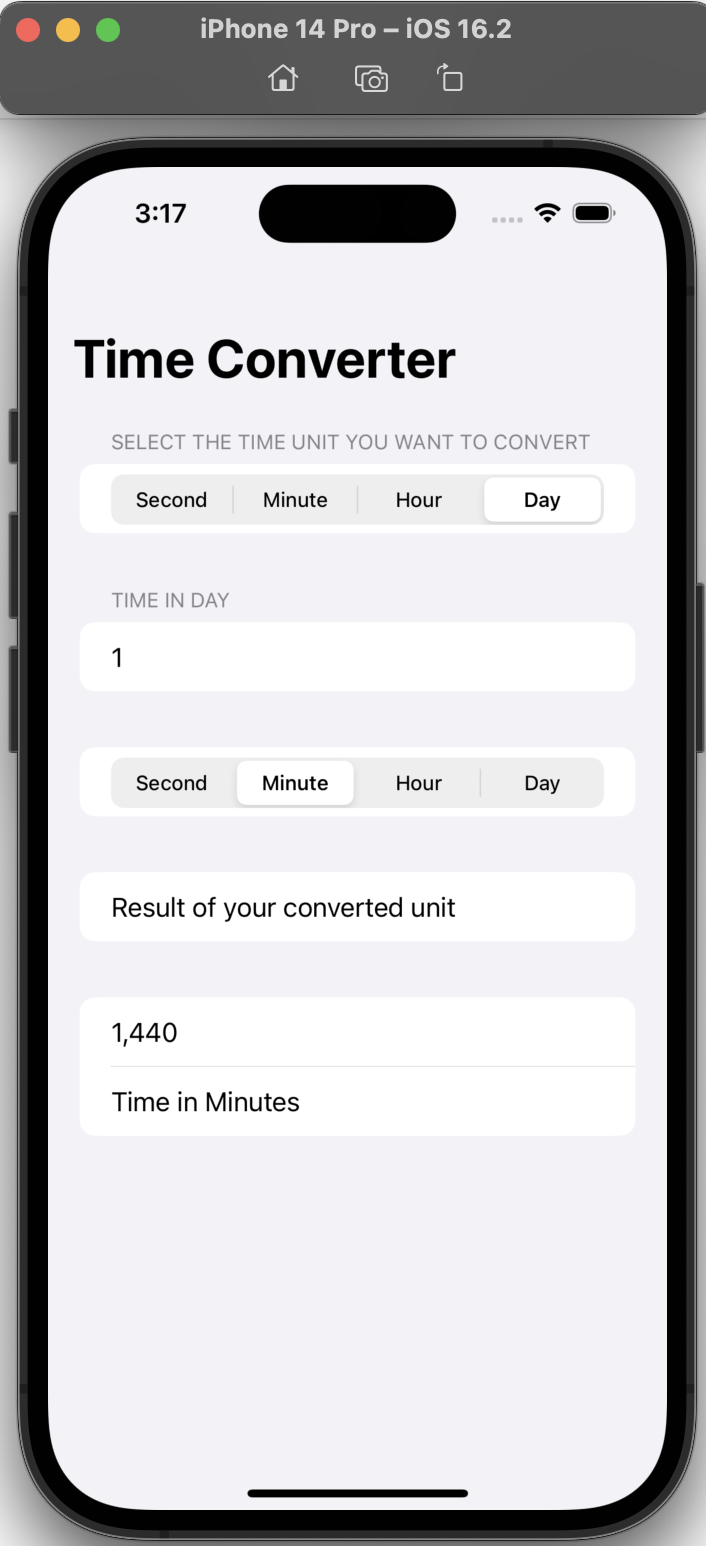 iPhone 14 Pro – iOS 16.2
3:17
Time Converter
SELECT THE TIME UNIT YOU WANT TO CONVERT
Second Minute Hour Day
TIME IN DAY
1
Second Minute Hour Day
Result of your converted unit
1,440
Time in Minutes